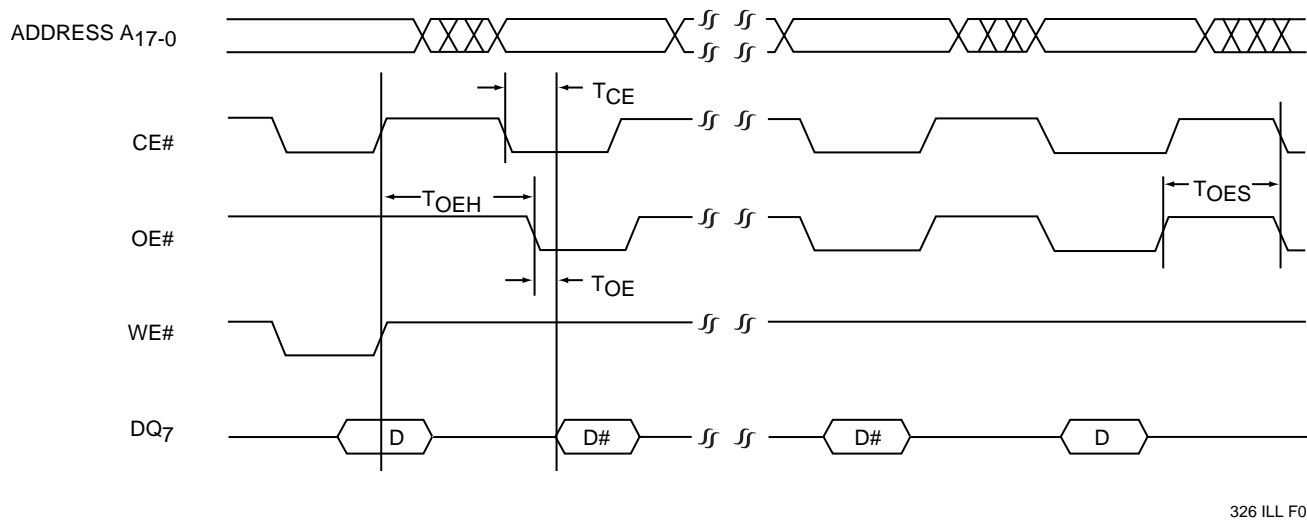 ADDRESS A17-0
TCE
CE#
TOEH
TOES
OE#
TOE
WE#
DQ7
D
D#
D#
D
326 ILL F0